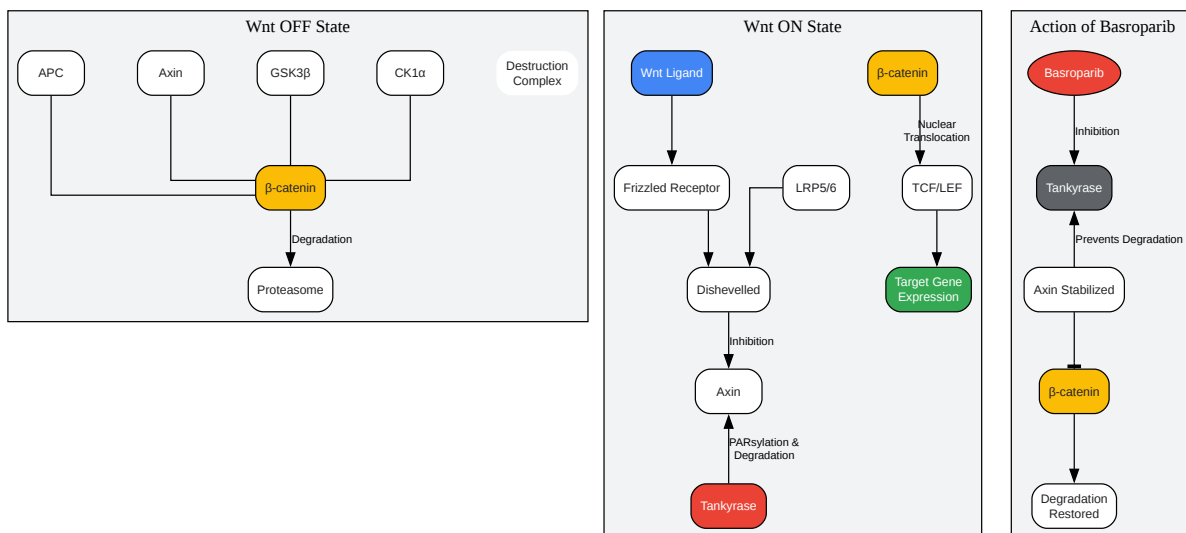 Wnt OFF State
APC
Axin
GSK3β
CK1α
Destruction
Complex
β-catenin
Degradation
Proteasome
Wnt ON State
Wnt Ligand
β-catenin
Nuclear
Translocation
Frizzled Receptor
LRP5/6
TCF/LEF
Dishevelled
Target Gene
Expression
Inhibition
Axin
PARsylation &
Degradation
Tankyrase
Action of Basroparib
Basroparib
Inhibition
Tankyrase
Prevents Degradation
Axin Stabilized
β-catenin
Degradation
Restored